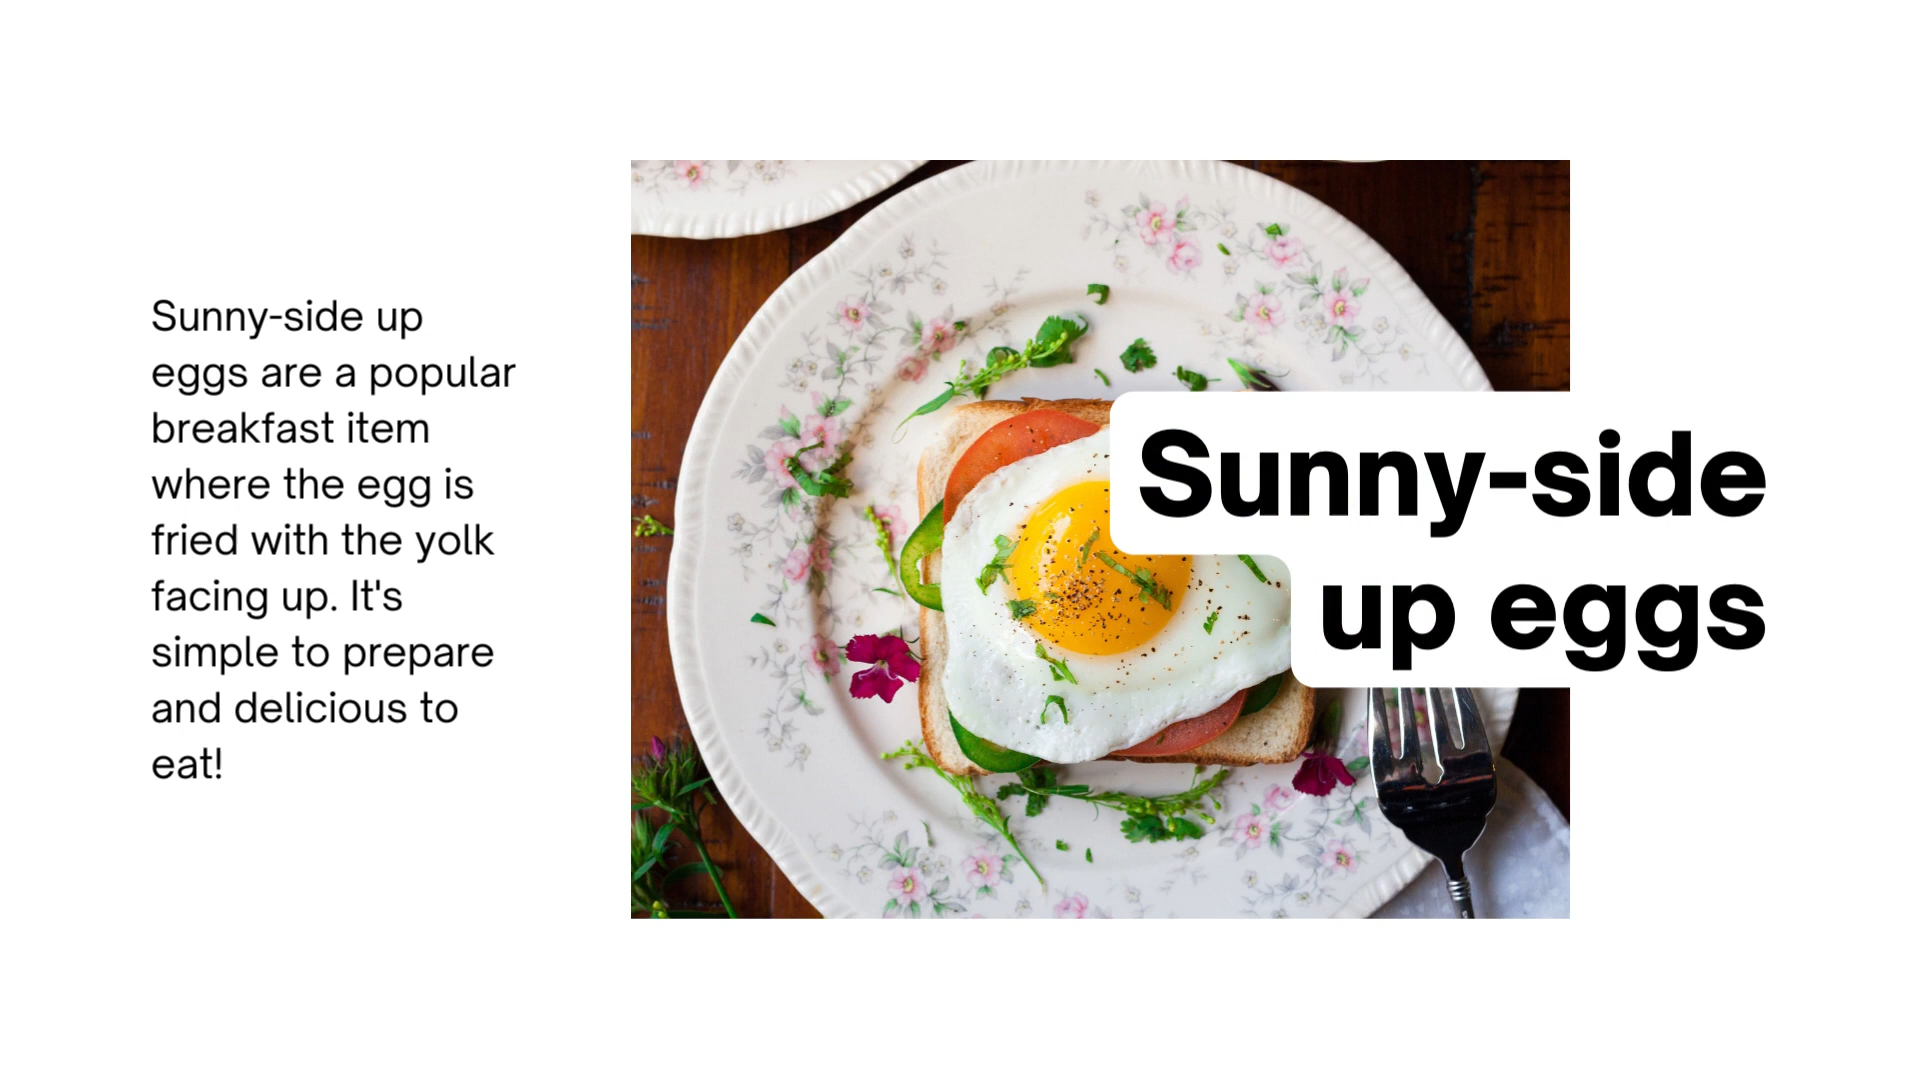 Sunny-side up
eggs are a popular
breakfast item
where the egg is
fried with the yolk
facing up. It's
simple to prepare
and delicious to
eat!
Sunny-side
up eggs